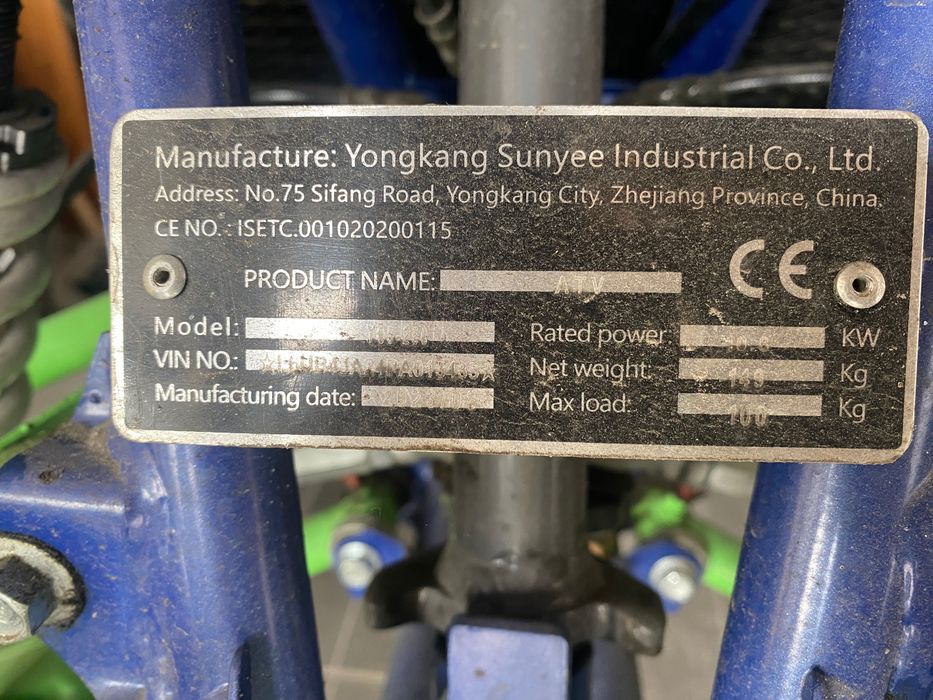 Manufacture: Yongkang Sunyee Industrial Co., Ltd.
Address: No.75 Sifang Road, Yongkang City, Zhejiang Province, China.
CE NO. : ISETC.001020200115
CE
PRODUCT NAME: ATV
Model:
Rated power KW
VIN NO.:
Net weight: 149 Kg
Manufacturing date:
Max load: 100 Kg